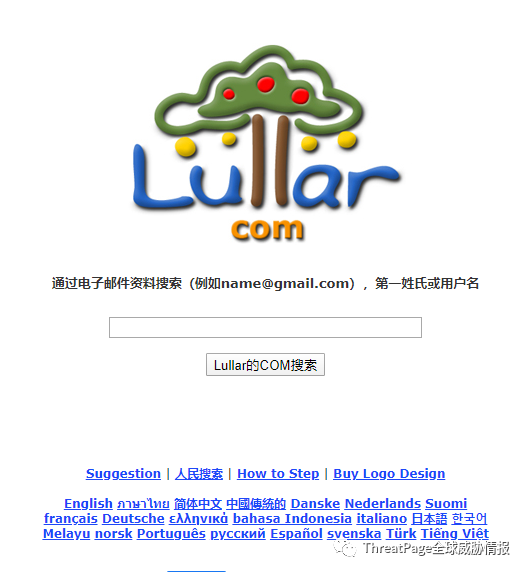 Lullar
com
通过电子邮件资料搜索（例如name@gmail.com），第一姓氏或用户名
Lullar的COM搜索
Suggestion | 人民搜索 | How to Step | Buy Logo Design
English ภาษาไทย 简体中文 中國傳統的 Danske Nederlands Suomi
français Deutsche ελληνικά bahasa Indonesia italiano 日本語 한국어
Melayu norsk Português русский Español svenska Türk Tiếng Việt
ThreatPage全球威胁情报